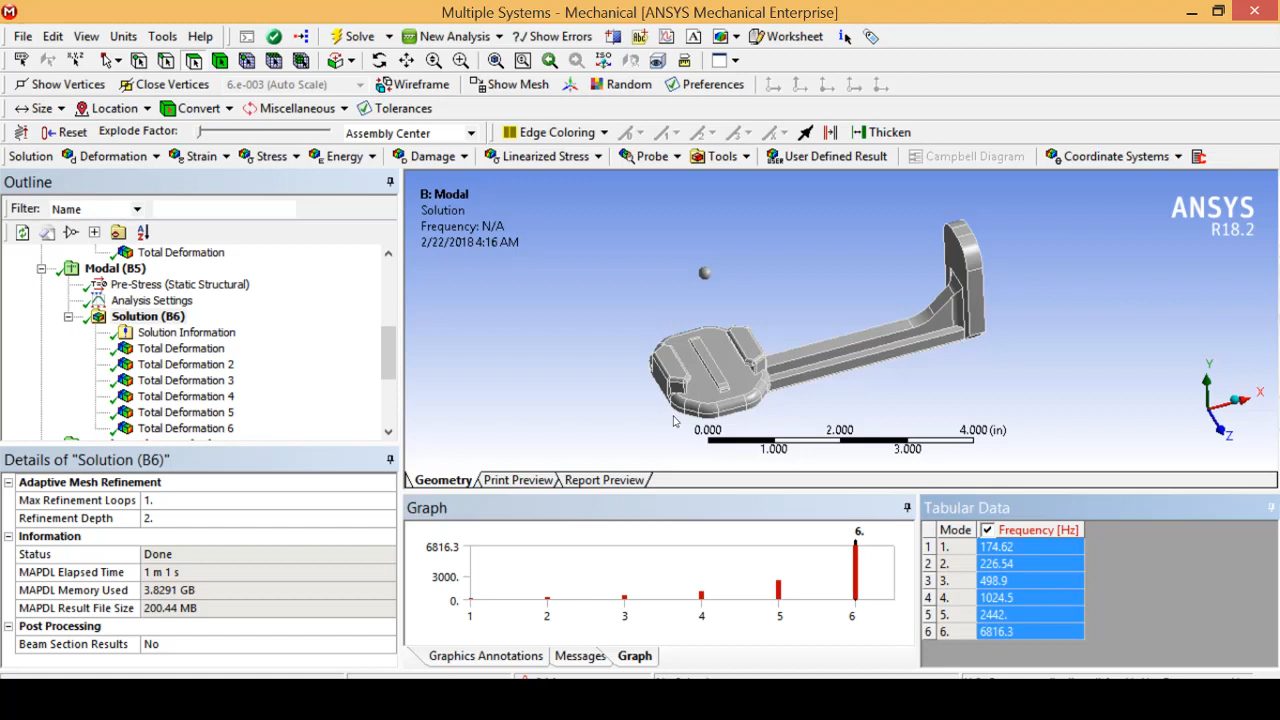 Multiple Systems - Mechanical [ANSYS Mechanical Enterprise]
File Edit View Units Tools Help Solve New Analysis ?/ Show Errors Worksheet
Show Vertices Close Vertices 6.e-003 (Auto Scale) Wireframe Show Mesh Random Preferences
Size Location Convert Miscellaneous Tolerances
Reset Explode Factor: Assembly Center Edge Coloring Thicken
Solution Deformation Strain Stress Energy Damage Linearized Stress Probe Tools User Defined Result Campbell Diagram Coordinate Systems
Outline
Filter: Name
Total Deformation
Modal (B5)
Pre-Stress (Static Structural)
Analysis Settings
Solution (B6)
Solution Information
Total Deformation
Total Deformation 2
Total Deformation 3
Total Deformation 4
Total Deformation 5
Total Deformation 6
Details of "Solution (B6)"
Adaptive Mesh Refinement
Max Refinement Loops 1.
Refinement Depth 2.
Information
Status Done
MAPDL Elapsed Time 1 m 1 s
MAPDL Memory Used 3.8291 GB
MAPDL Result File Size 200.44 MB
Post Processing
Beam Section Results No
B: Modal
Solution
Frequency: N/A
2/22/2018 4:16 AM
ANSYS
R18.2
Y
X
Z
0.000 2.000 4.000 (in)
1.000 3.000
Geometry Print Preview Report Preview
Graph
6.
6816.3
3000.
0.
1 2 3 4 5 6
Graphics Annotations Messages Graph
Tabular Data
Mode Frequency [Hz]
1 1. 174.62
2 2. 226.54
3 3. 498.9
4 4. 1024.5
5 5. 2442.
6 6. 6816.3